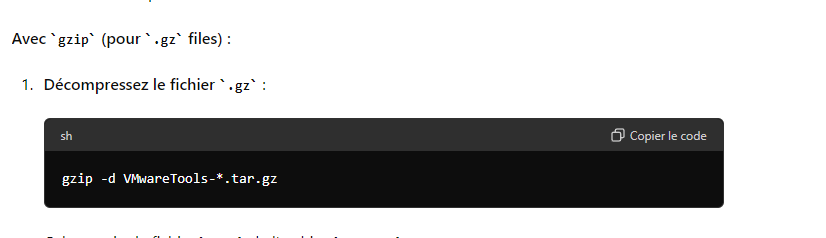 Avec `gzip` (pour `.gz` files) :
1. Décompressez le fichier `.gz` :
sh Copier le code
gzip -d VMwareTools-*.tar.gz